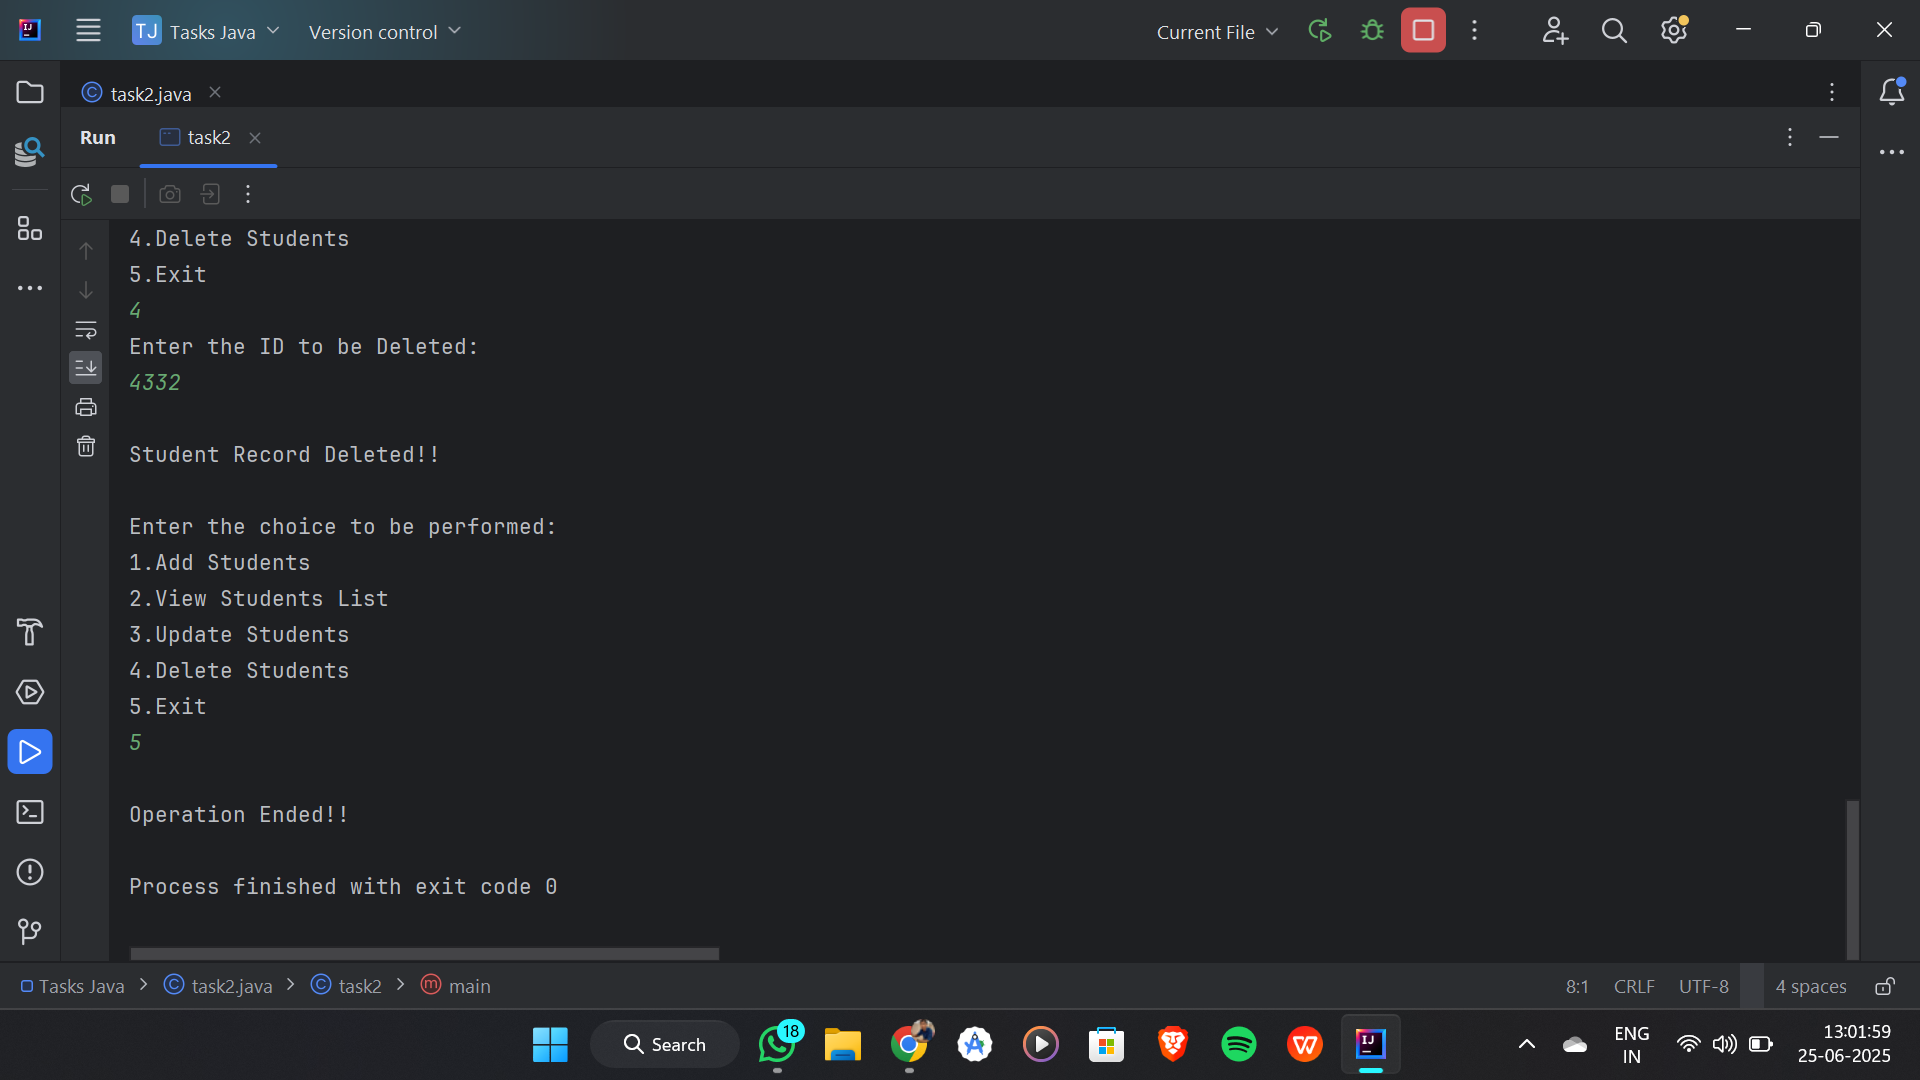 TJ Tasks Java Version control Current File
task2.java
Run task2
4.Delete Students
5.Exit
4
Enter the ID to be Deleted:
4332
Student Record Deleted!!
Enter the choice to be performed:
1.Add Students
2.View Students List
3.Update Students
4.Delete Students
5.Exit
5
Operation Ended!!
Process finished with exit code 0
Tasks Java > task2.java > task2 > main 8:1 CRLF UTF-8 4 spaces
Search 18 ENG 13:01:59
IN 25-06-2025